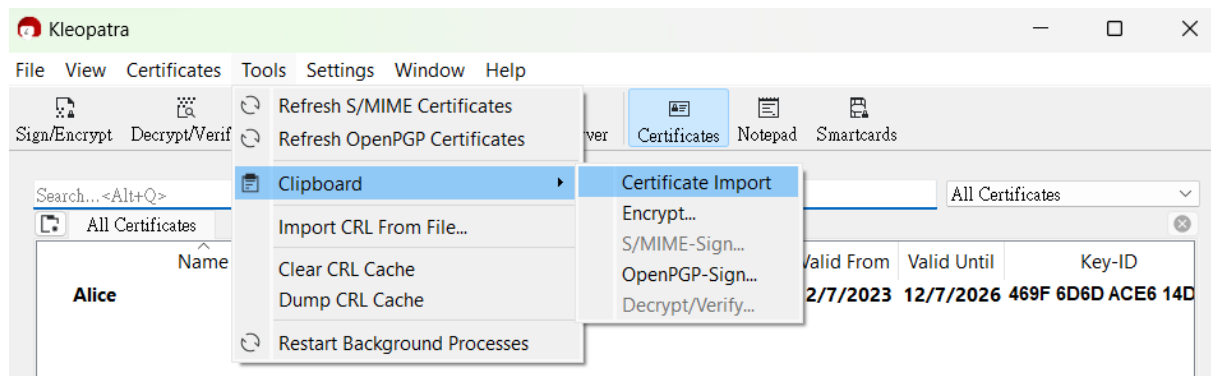 Kleopatra
File View Certificates Tools Settings Window Help
Sign/Encrypt Decrypt/Verif ver Certificates Notepad Smartcards
Refresh S/MIME Certificates
Refresh OpenPGP Certificates
Clipboard
Import CRL From File...
Clear CRL Cache
Dump CRL Cache
Restart Background Processes
Certificate Import
Encrypt...
S/MIME-Sign...
OpenPGP-Sign...
Decrypt/Verify...
Search...<Alt+Q> All Certificates
All Certificates
Name Valid From Valid Until Key-ID
Alice 2/7/2023 12/7/2026 469F 6D6D ACE6 14D